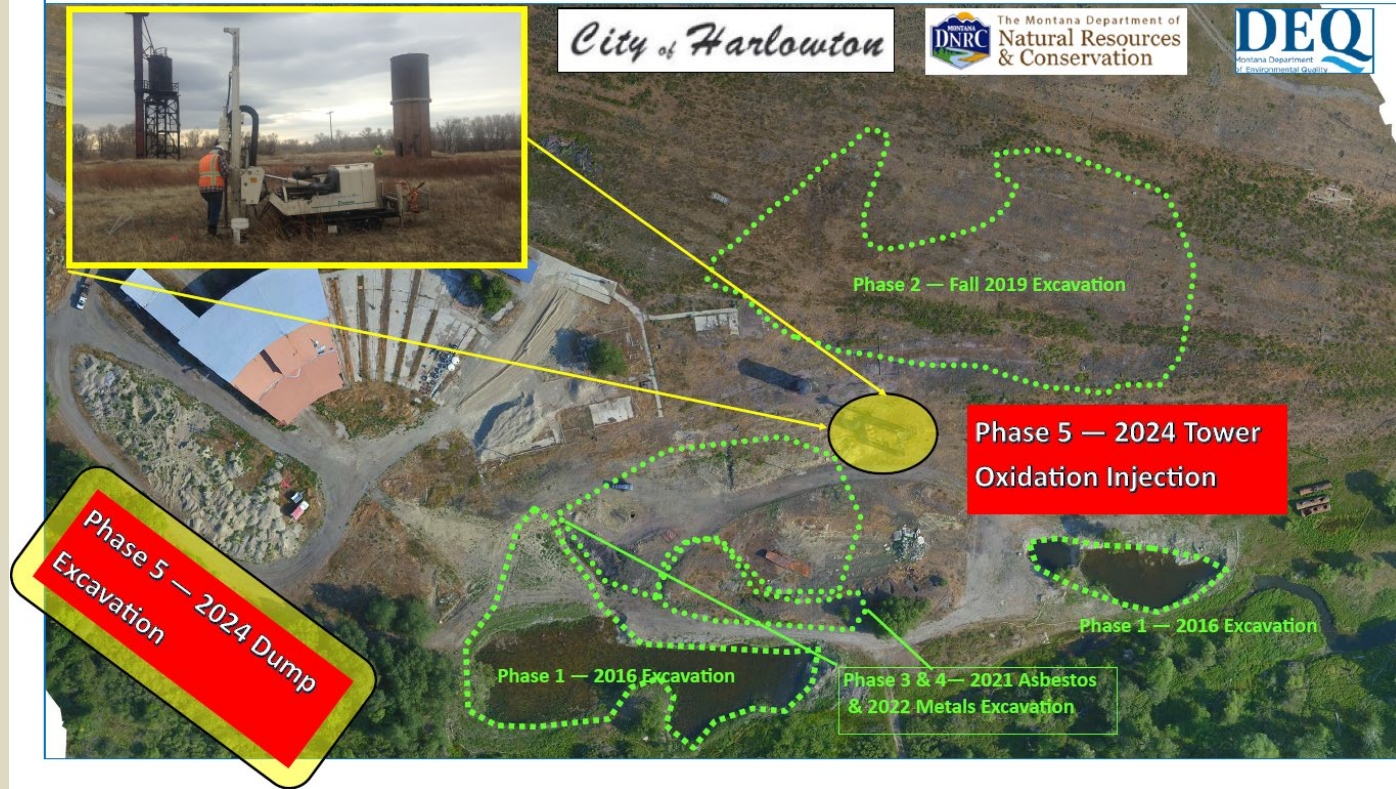 City of Harlowton
MONTANA
DNRC
The Montana Department of
Natural Resources
& Conservation
DEQ
Montana Department
of Environmental Quality
Phase 2 — Fall 2019 Excavation
Phase 5 — 2024 Tower
Oxidation Injection
Phase 5 — 2024 Dump
Excavation
Phase 1 — 2016 Excavation
Phase 1 — 2016 Excavation
Phase 3 & 4— 2021 Asbestos
& 2022 Metals Excavation